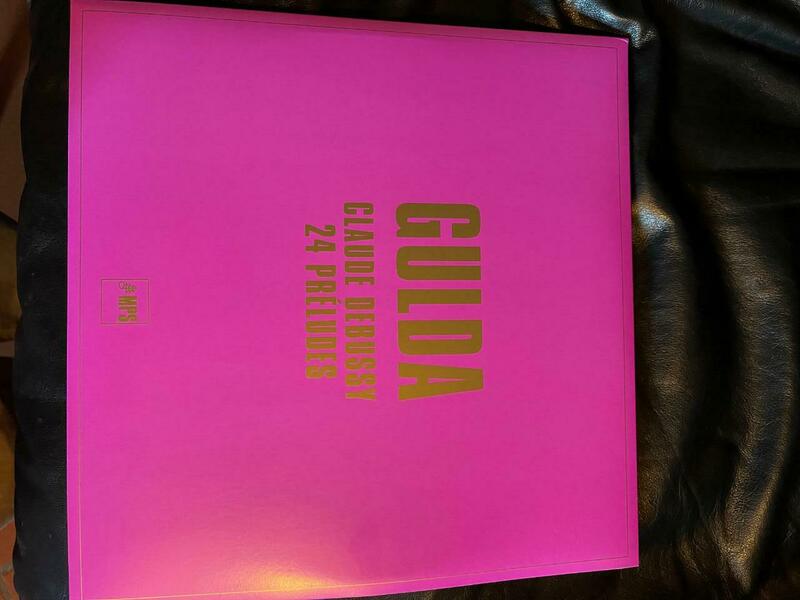 GULDA
CLAUDE DEBUSSY
24 PRÉLUDES
MPS